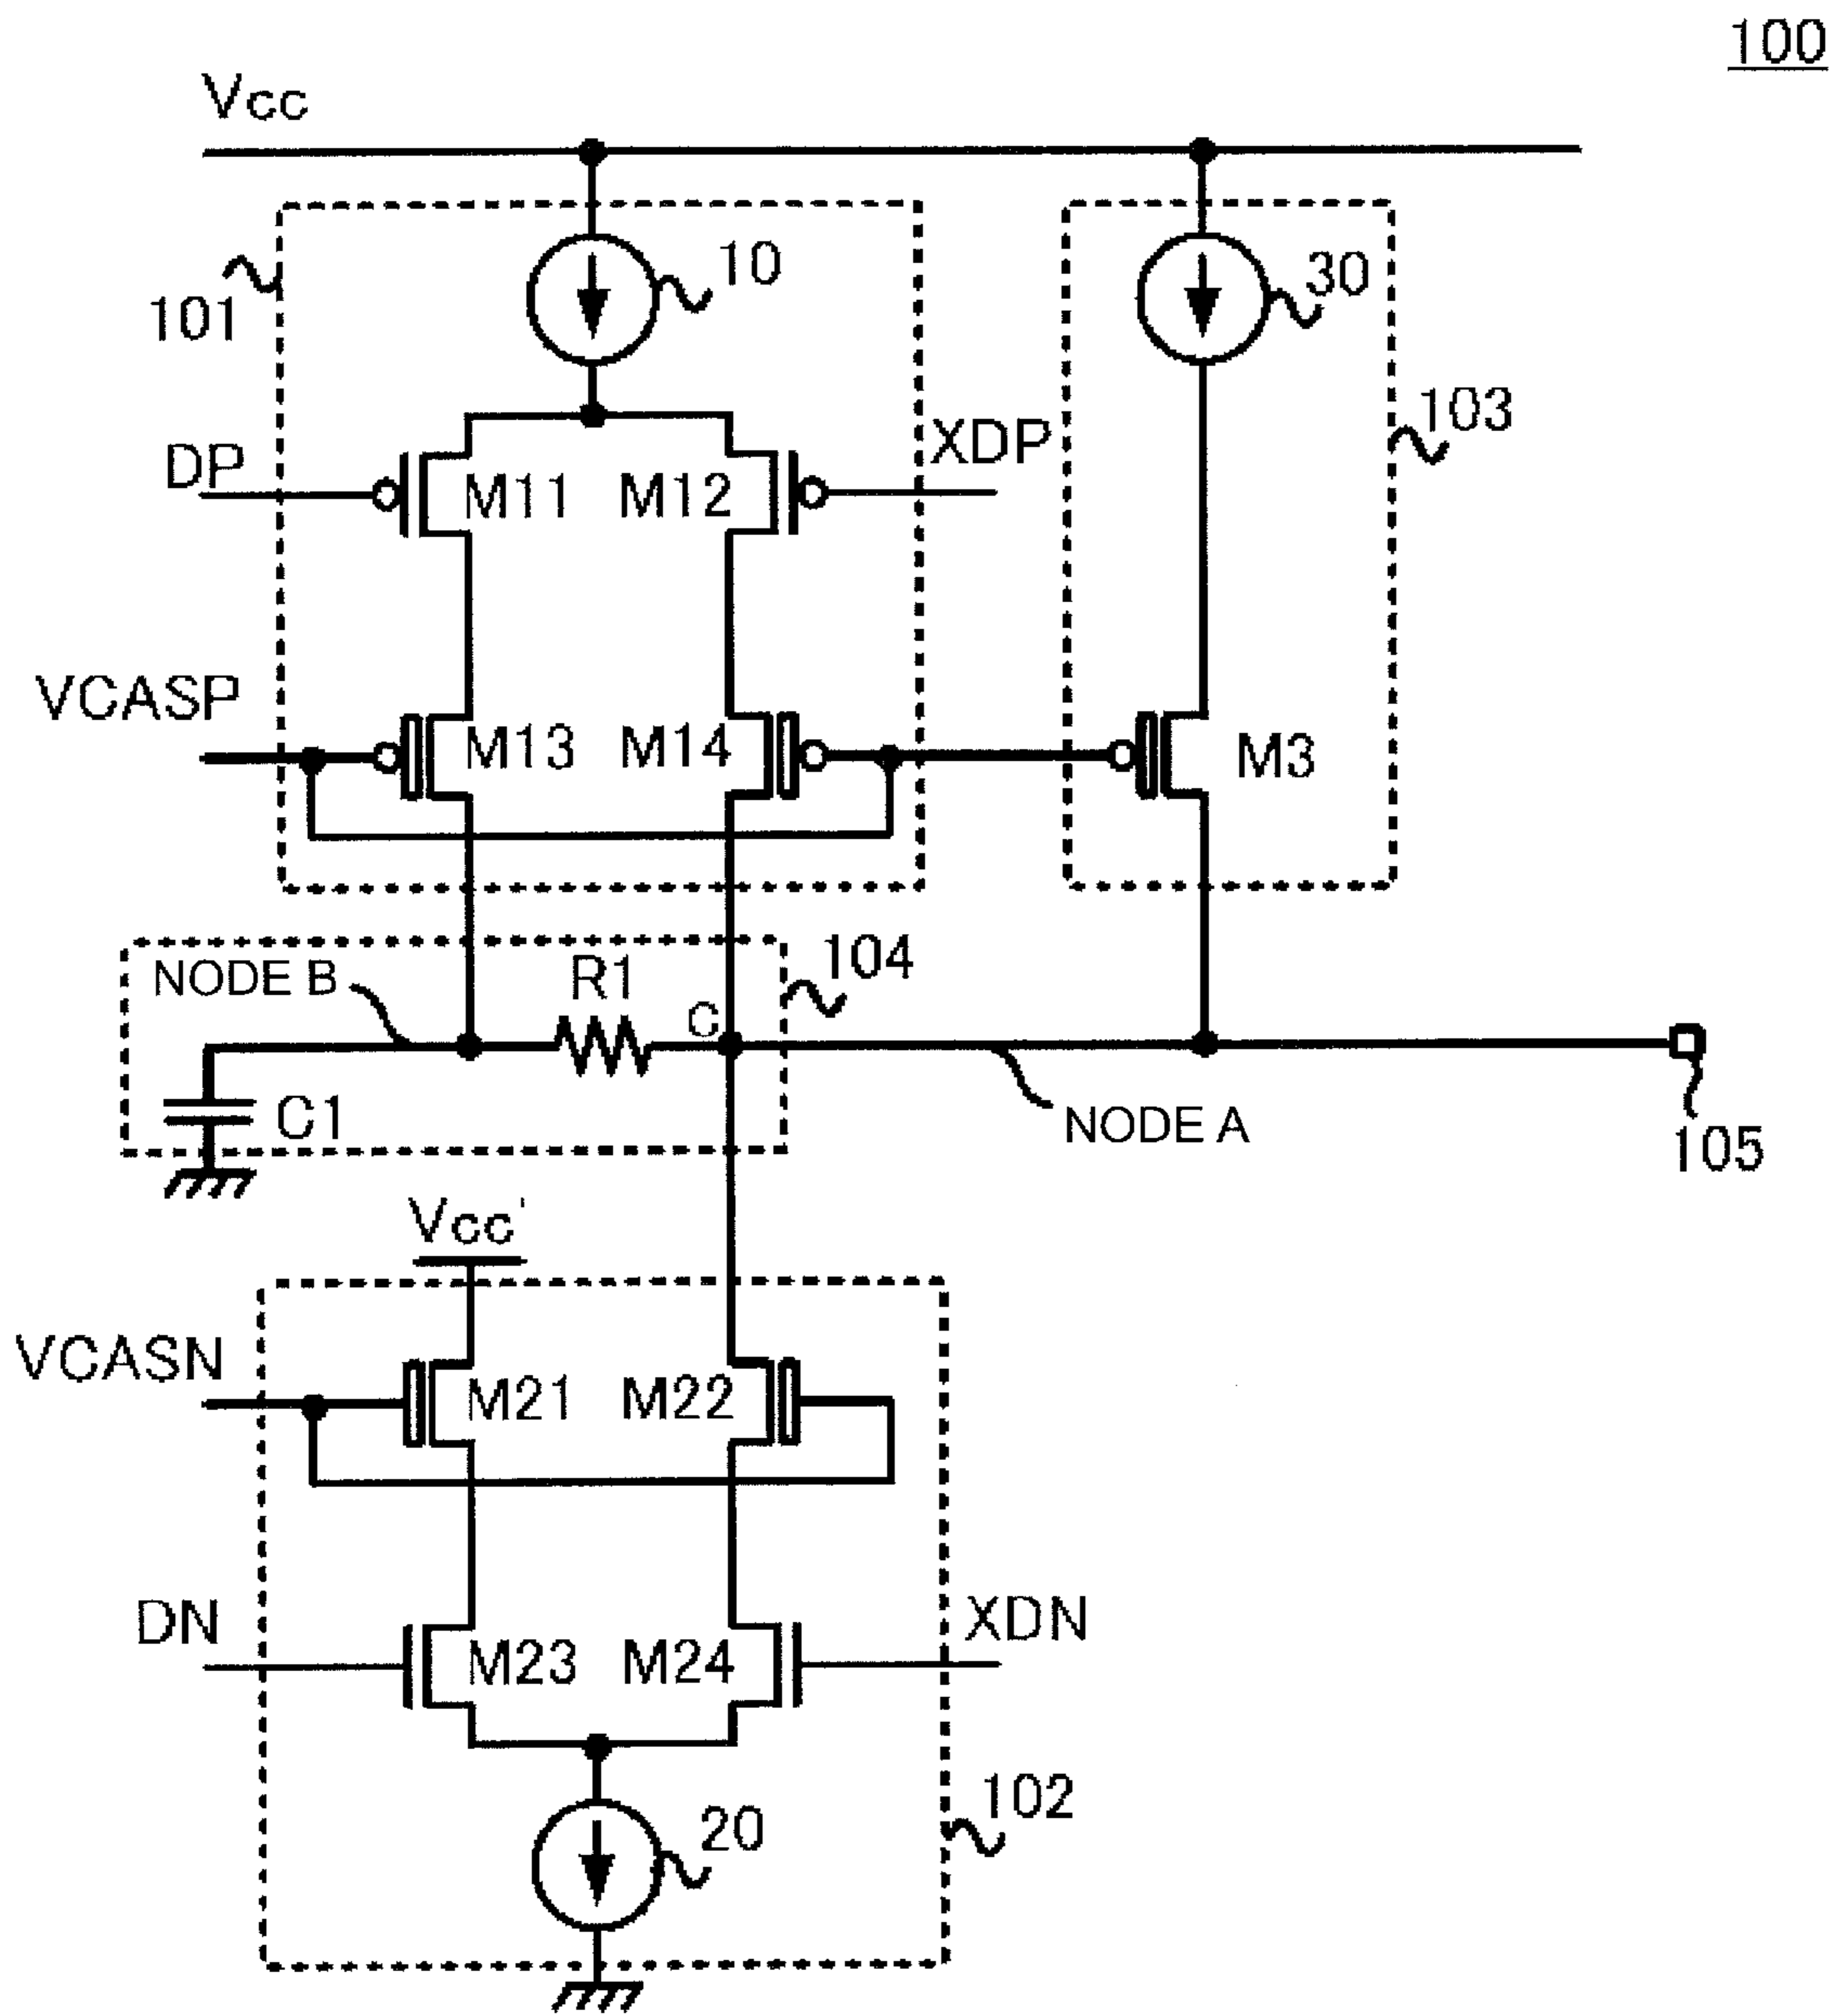 100
Vcc
10
30
101
103
DP
XDP
M11
M12
VCASP
M13
M14
M3
NODE B
R1
104
C
C1
NODE A
105
Vcc'
VCASN
M21
M22
DN
XDN
M23
M24
20
102